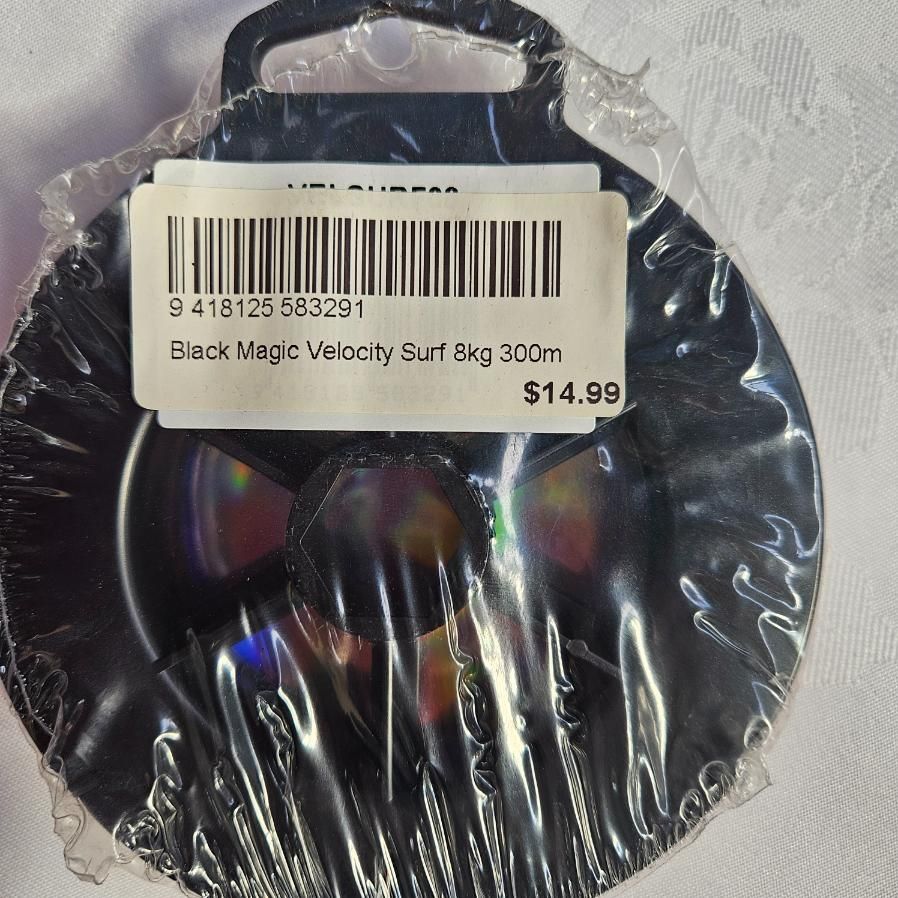 9 418125 583291
Black Magic Velocity Surf 8kg 300m
$14.99